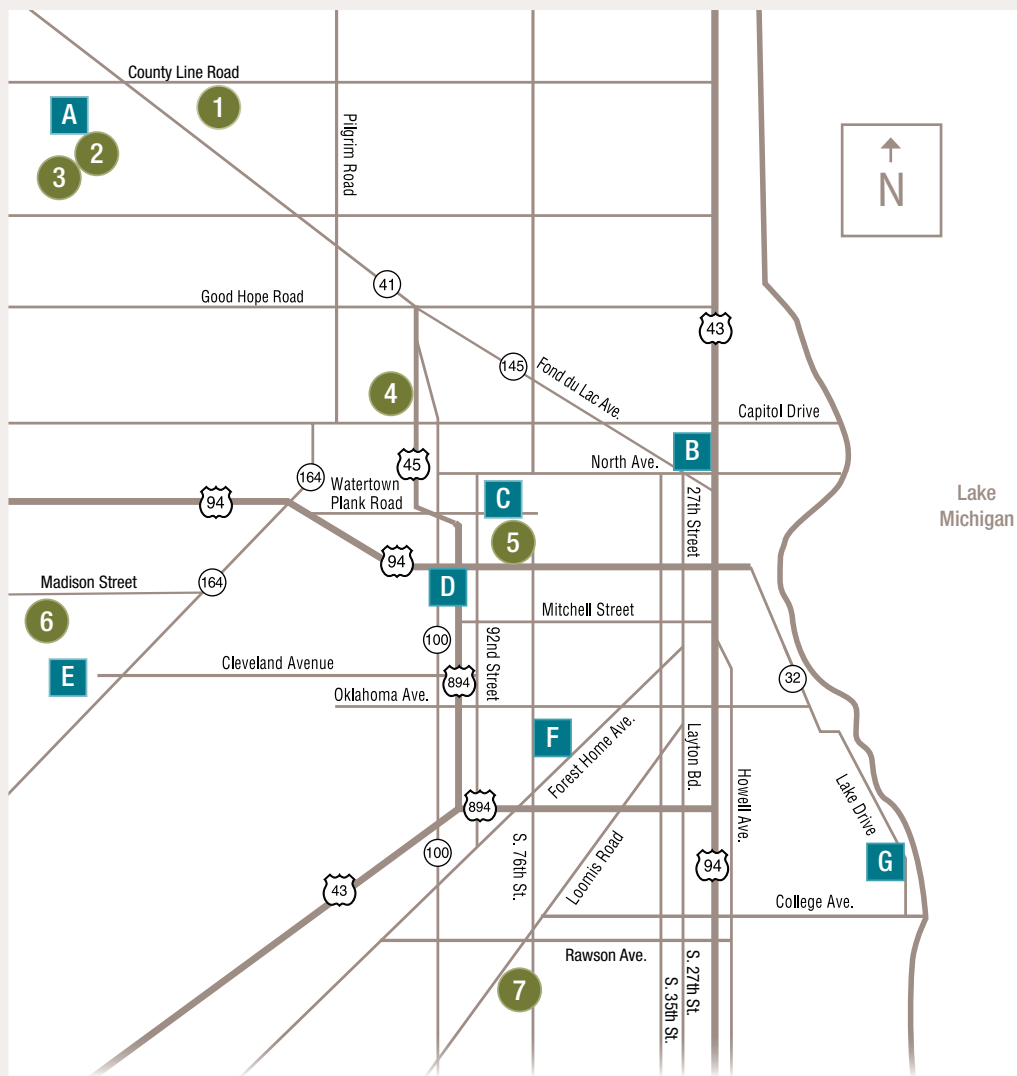 County Line Road
A
1
2
3
Pilgrim Road
N
41
Good Hope Road
43
145
Fond du Lac Ave.
4
Capitol Drive
B
45
North Ave.
164
Watertown
Plank Road
C
94
27th Street
Lake
Michigan
5
94
D
164
Madison Street
6
Mitchell Street
100
92nd Street
E
Cleveland Avenue
894
32
Oklahoma Ave.
F
Forest Home Ave.
Layton Bd.
Howell Ave.
894
Lake Drive
100
S. 76th St.
Loomis Road
94
G
43
College Ave.
Rawson Ave.
7
S. 35th St.
S. 27th St.